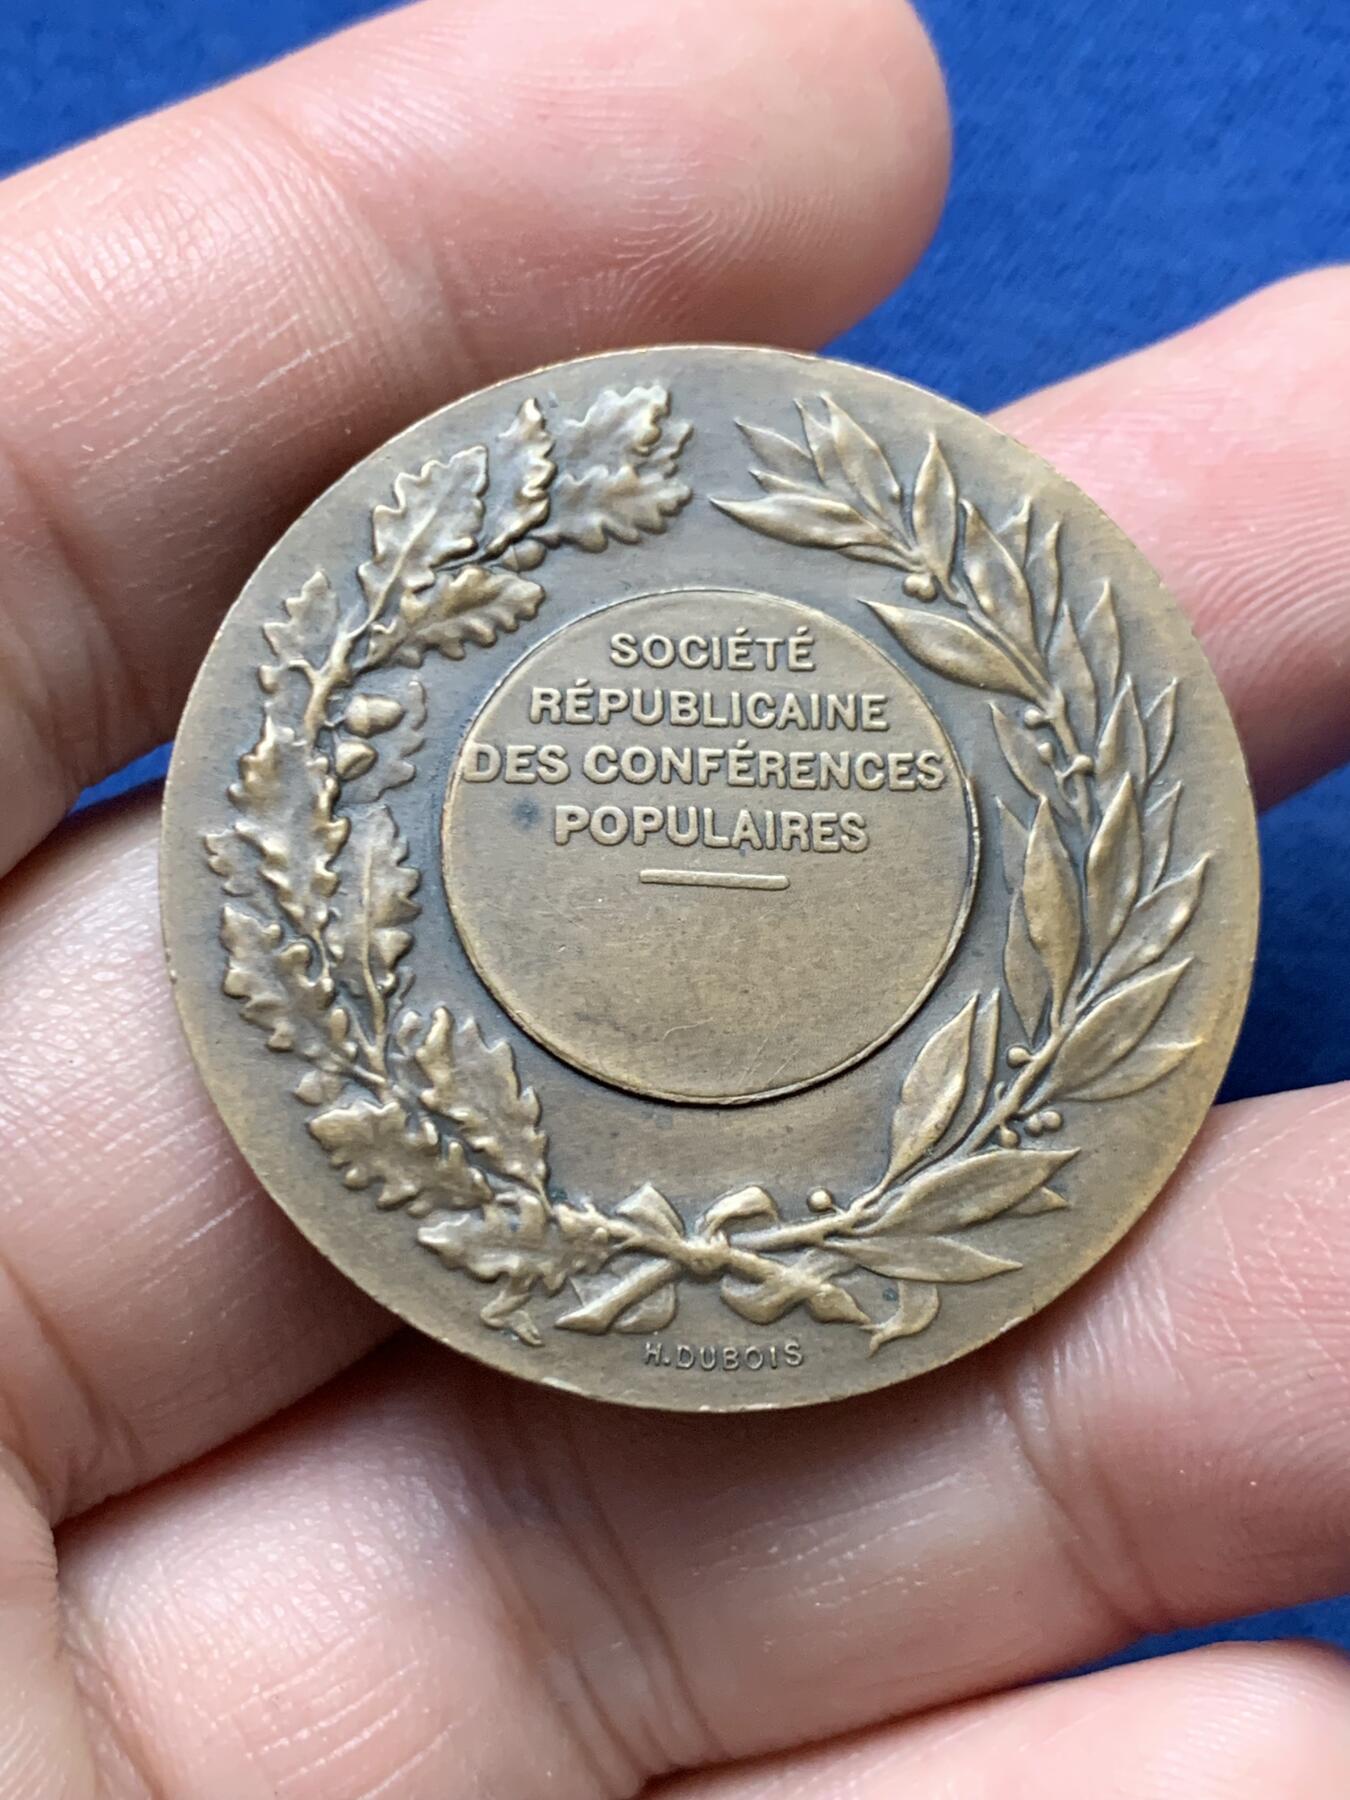 SOCIÉTÉ
RÉPUBLICAINE
DES CONFÉRENCES
POPULAIRES
H. DUBOIS